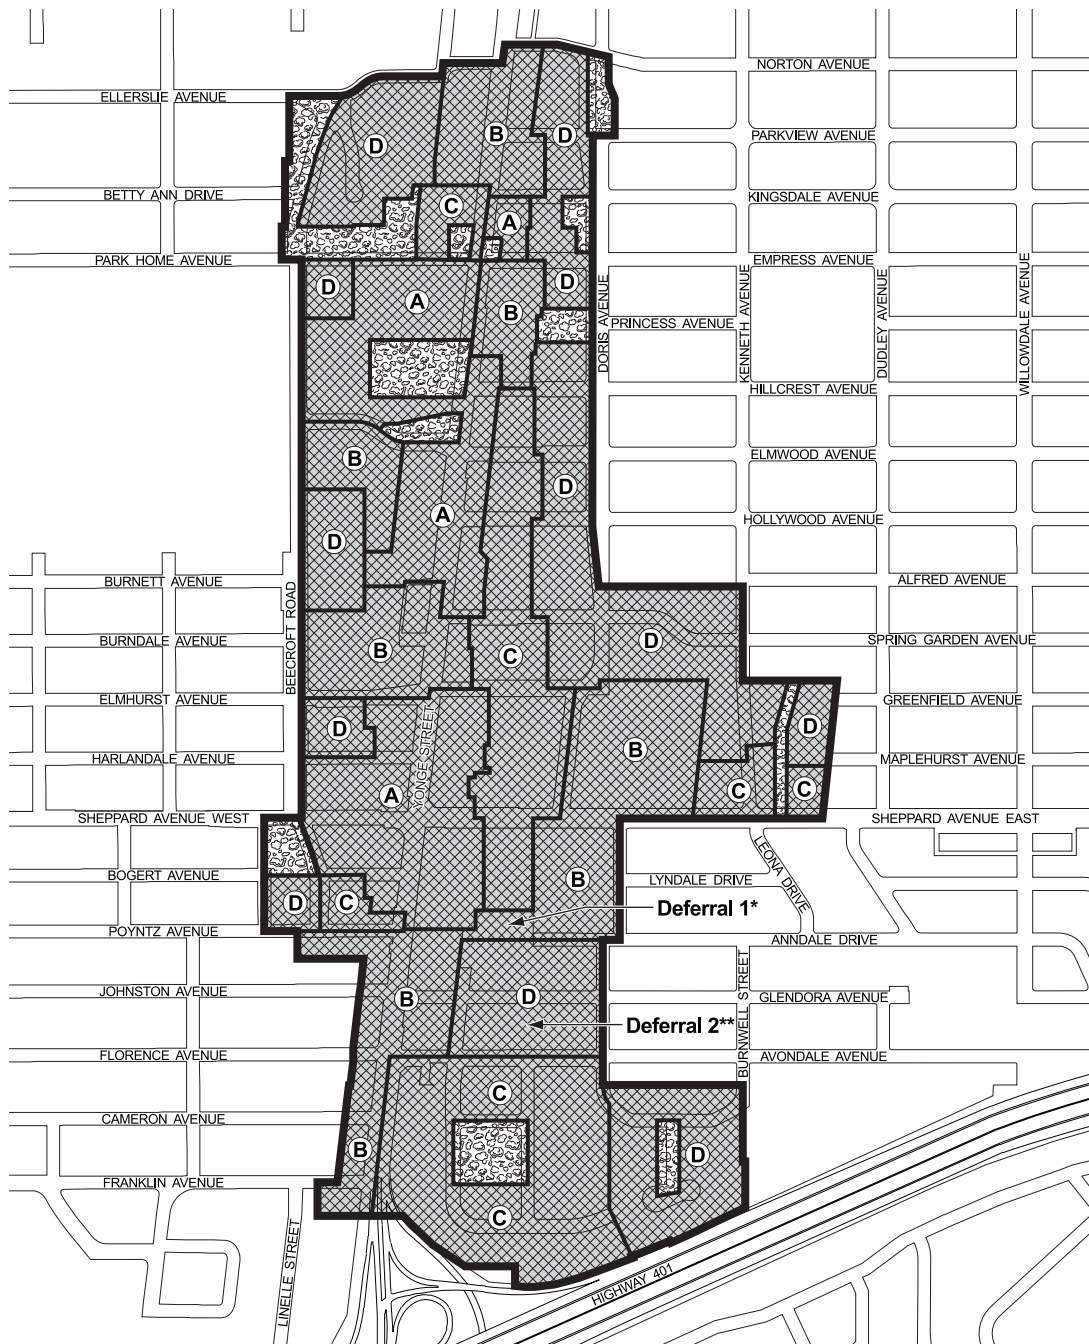 NORTON AVENUE
ELLERSLIE AVENUE
B
PARKVIEW AVENUE
D
D
BETTY ANN DRIVE
KINGSDALE AVENUE
C
A
PARK HOME AVENUE
EMPRESS AVENUE
D
D
A
B
DORIS AVENUE
PRINCESS AVENUE
KENNETH AVENUE
DUDLEY AVENUE
WILLOWDALE AVENUE
HILLCREST AVENUE
B
ELMWOOD AVENUE
D
A
HOLLYWOOD AVENUE
D
BURNETT AVENUE
ALFRED AVENUE
BEECROFT ROAD
BURNDALE AVENUE
SPRING GARDEN AVENUE
B
C
D
ELMHURST AVENUE
GREENFIELD AVENUE
D
YONGE STREET
B
D
HARLANDALE AVENUE
MAPLEHURST AVENUE
A
C
C
SHEPPARD AVENUE WEST
SHEPPARD AVENUE EAST
LEONA DRIVE
BOGERT AVENUE
B
LYNDALE DRIVE
D
C
Deferral 1*
POYNTZ AVENUE
ANNDALE DRIVE
JOHNSTON AVENUE
B
D
BURNWELL STREET
GLENDORA AVENUE
Deferral 2**
FLORENCE AVENUE
AVONDALE AVENUE
C
CAMERON AVENUE
B
D
FRANKLIN AVENUE
C
LINELLE STREET
HIGHWAY 401